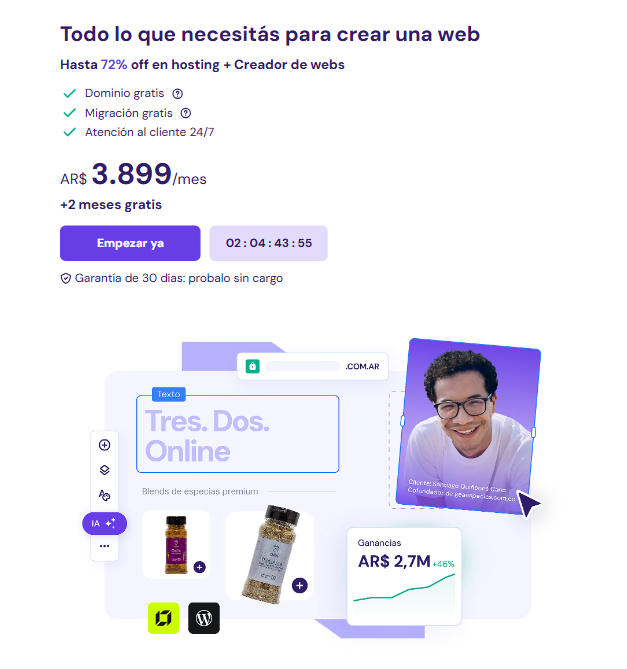 Todo lo que necesitás para crear una web
Hasta 72% off en hosting + Creador de webs
Dominio gratis
Migración gratis
Atención al cliente 24/7
AR$ 3.899/mes
+2 meses gratis
Empezar ya
02 : 04 : 43 : 55
Garantía de 30 días: probalo sin cargo
.COM.AR
Texto
Tres. Dos.
Online
Cliente: Santiago Quiñones Cano
Cofundador de
Blends de especias premium
IA
Ganancias
AR$ 2,7M +46%